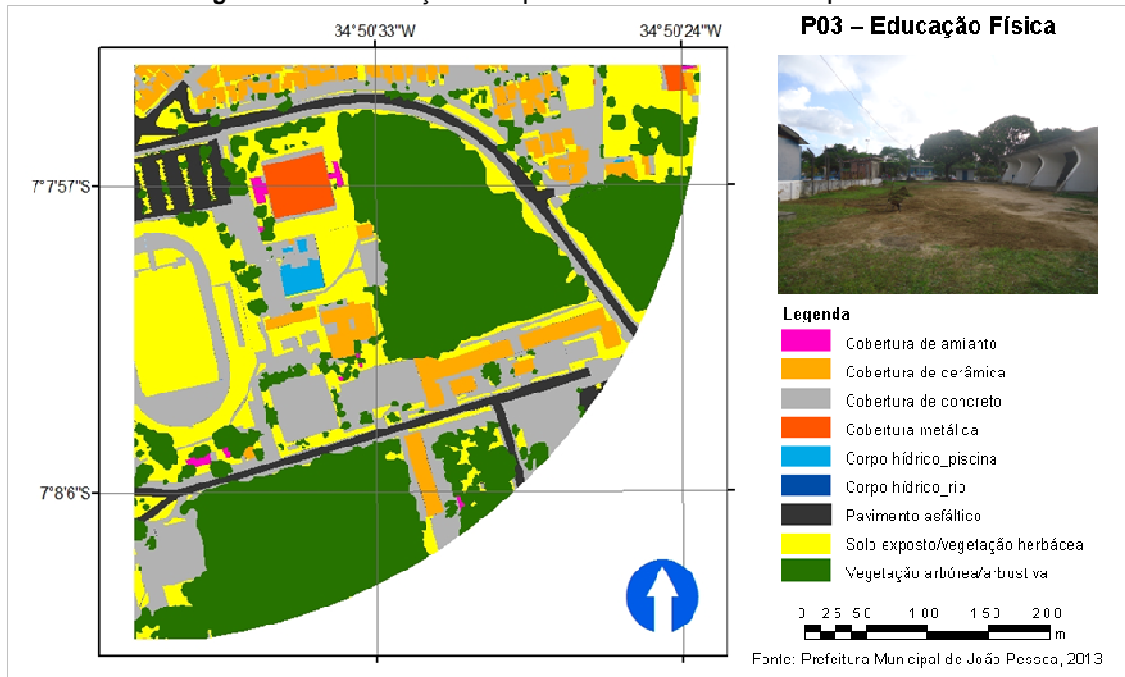 34°50'33"W
34°50'24"W
P03 – Educação Física
7°7'57"S
7°8'6"S
Legenda
Cobertura de amianto
Cobertura de cerâmica
Cobertura de concreto
Cobertura metálica
Corpo hídrico_piscina
Corpo hídrico_rio
Pavimento asfáltico
Solo exposto/vegetação herbácea
Vegetação arbórea/arbustiva
0 25 50 100 150 200
m
Fonte: Prefeitura Municipal de João Pessoa, 2013